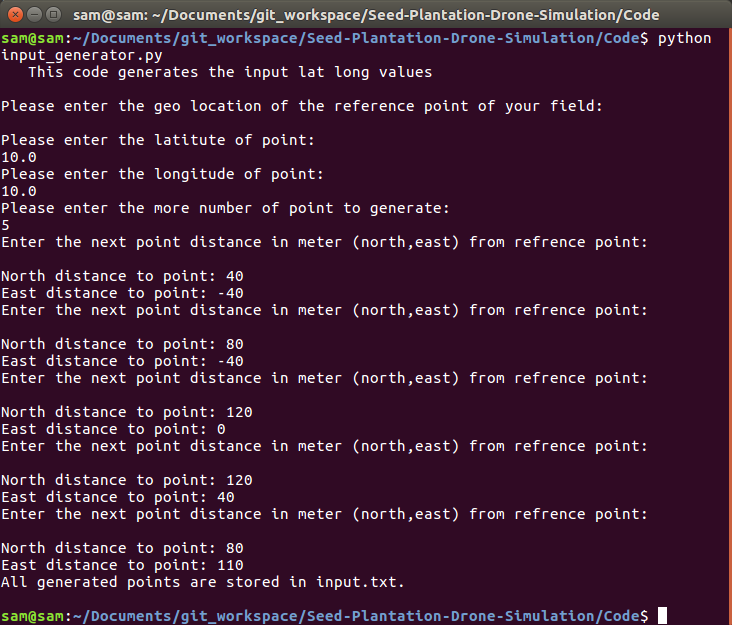 sam@sam: ~/Documents/git_workspace/Seed-Plantation-Drone-Simulation/Code
sam@sam:~/Documents/git_workspace/Seed-Plantation-Drone-Simulation/Code$ python
input_generator.py
This code generates the input lat long values
Please enter the geo location of the reference point of your field:
Please enter the latitute of point:
10.0
Please enter the longitude of point:
10.0
Please enter the more number of point to generate:
5
Enter the next point distance in meter (north,east) from refrence point:
North distance to point: 40
East distance to point: -40
Enter the next point distance in meter (north,east) from refrence point:
North distance to point: 80
East distance to point: -40
Enter the next point distance in meter (north,east) from refrence point:
North distance to point: 120
East distance to point: 0
Enter the next point distance in meter (north,east) from refrence point:
North distance to point: 120
East distance to point: 40
Enter the next point distance in meter (north,east) from refrence point:
North distance to point: 80
East distance to point: 110
All generated points are stored in input.txt.
sam@sam:~/Documents/git_workspace/Seed-Plantation-Drone-Simulation/Code$